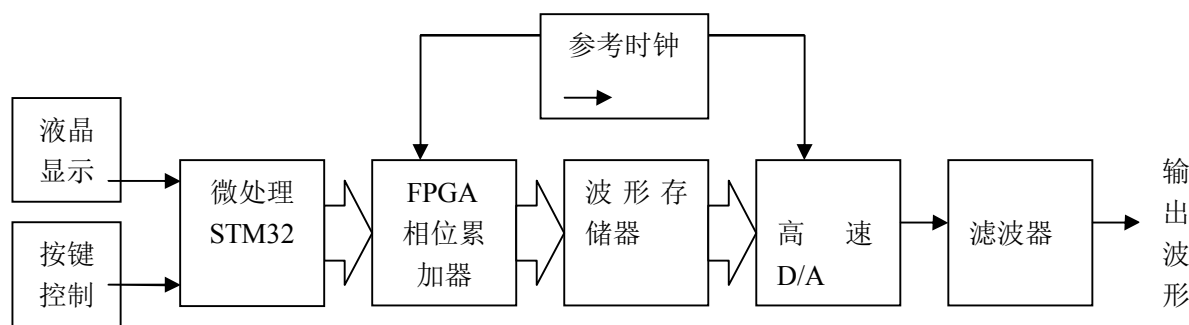 参考时钟
液晶
显示
按键
控制
微处理
STM32
FPGA
相位累
加器
波形存
储器
高速
D/A
滤波器
输
出
波
形